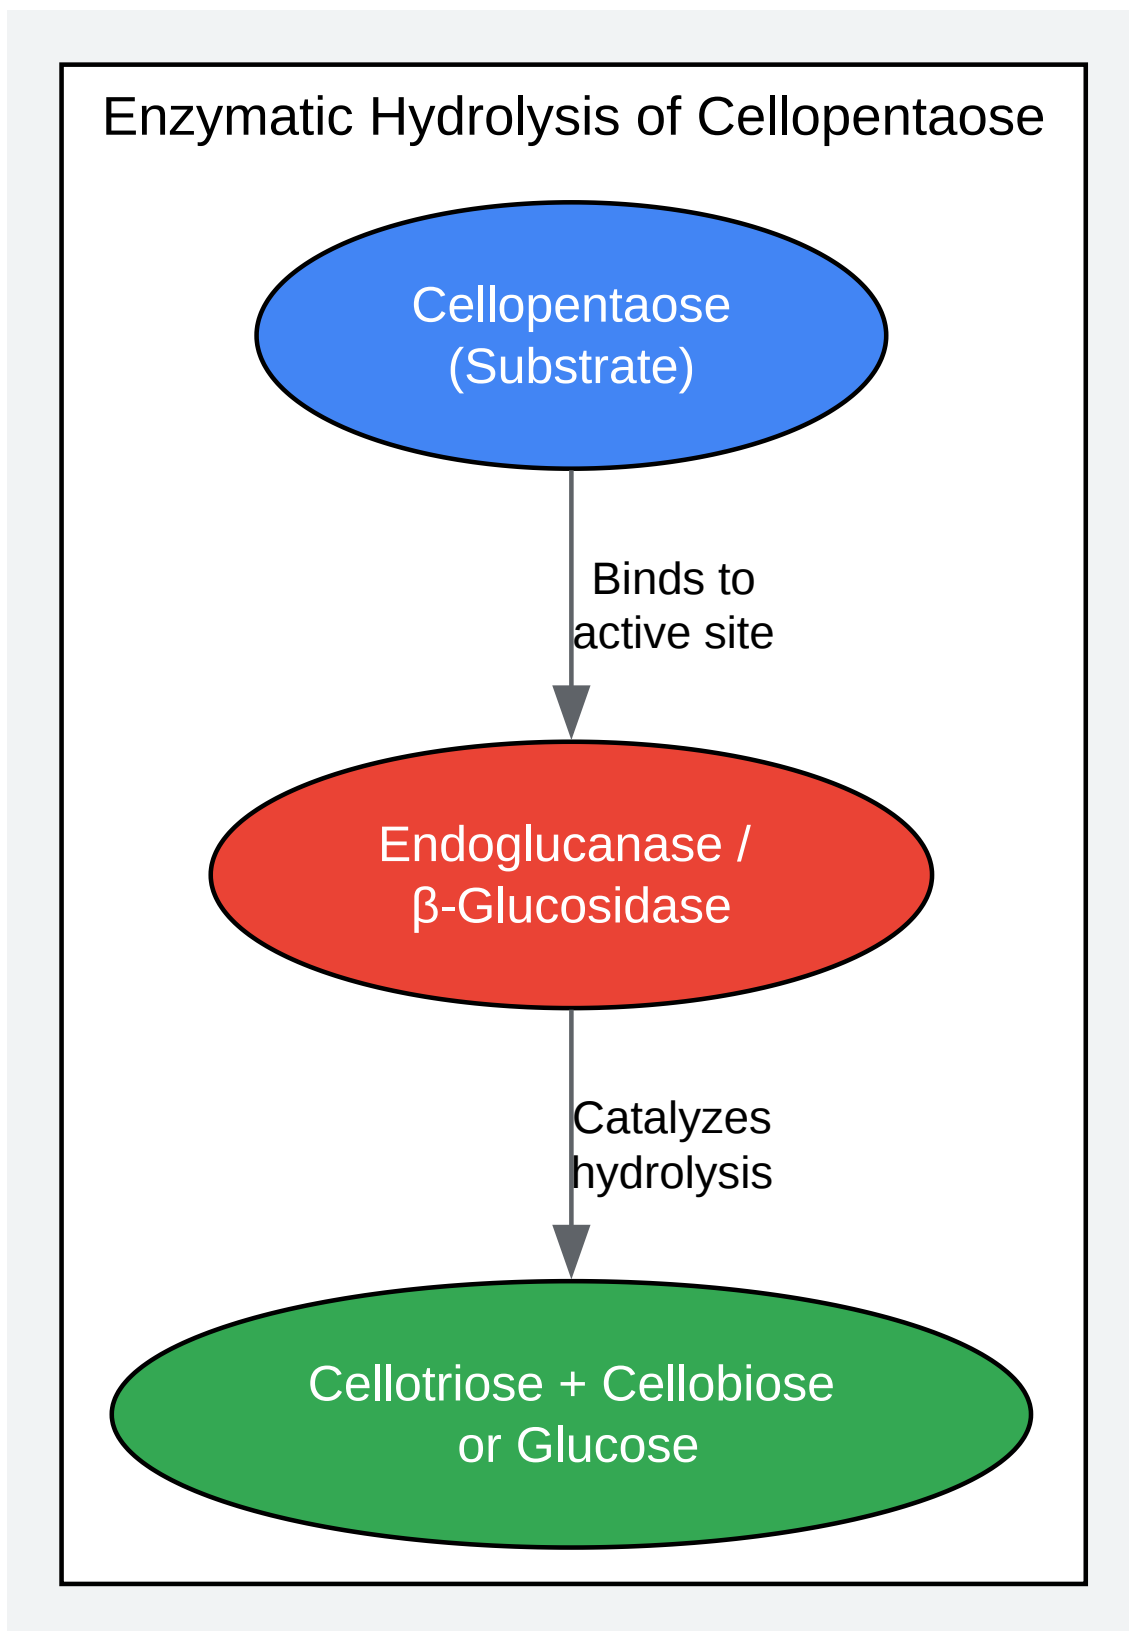 Enzymatic Hydrolysis of Cellopentaose
Cellopentaose
(Substrate)
Binds to
active site
Endoglucanase /
β-Glucosidase
Catalyzes
hydrolysis
Cellotriose + Cellobiose
or Glucose